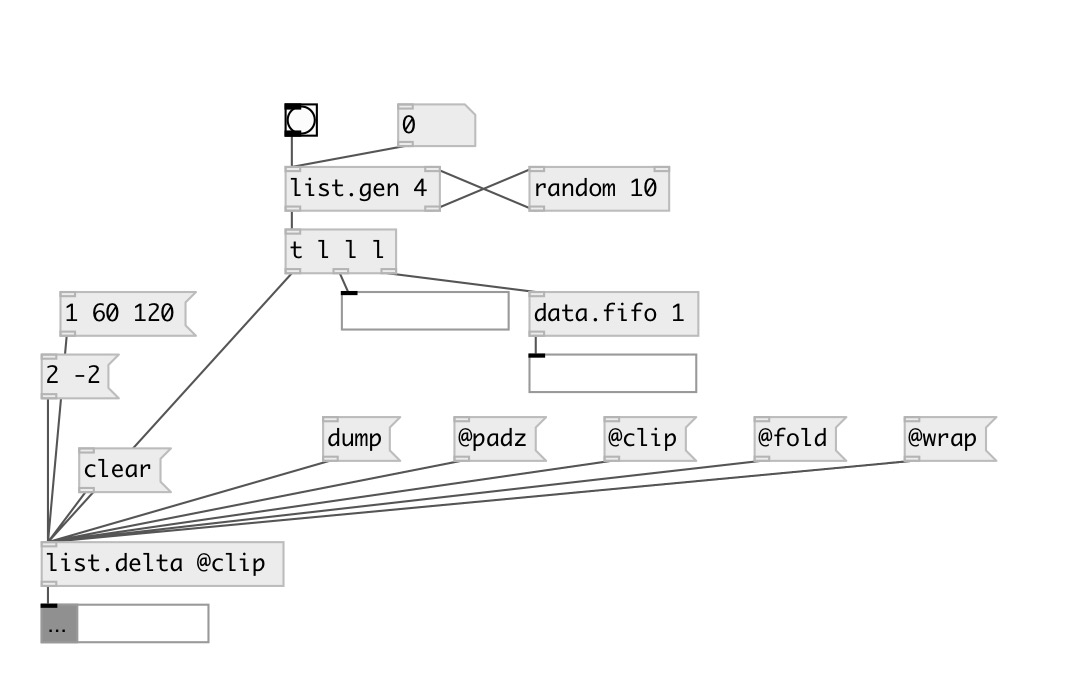 0
list.gen 4
random 10
t l l l
1 60 120
data.fifo 1
2 -2
dump
@padz
@clip
@fold
@wrap
clear
list.delta @clip
...